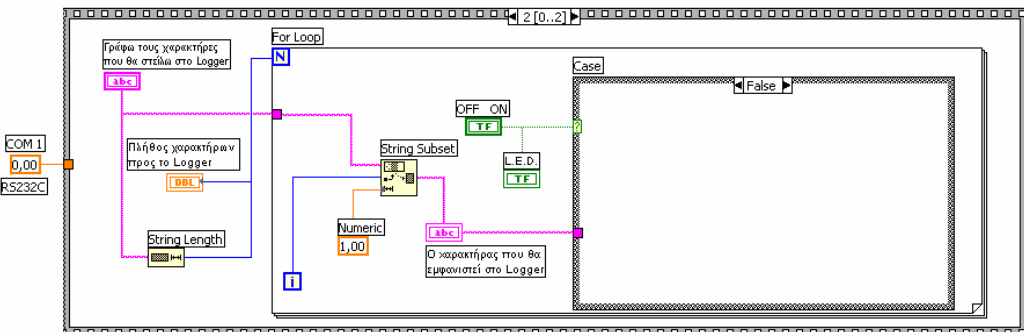 2 [0..2]
For Loop
Γράφω τους χαρακτήρες
που θα στείλω στο Logger
abc
N
Case
False
OFF ON
TF
?
COM 1
0,00
RS232C
Πλήθος χαρακτήρων
προς το Logger
DBL
String Subset
L.E.D.
TF
String Length
Numeric
1,00
abc
Ο χαρακτήρας που θα
εμφανιστεί στο Logger
i